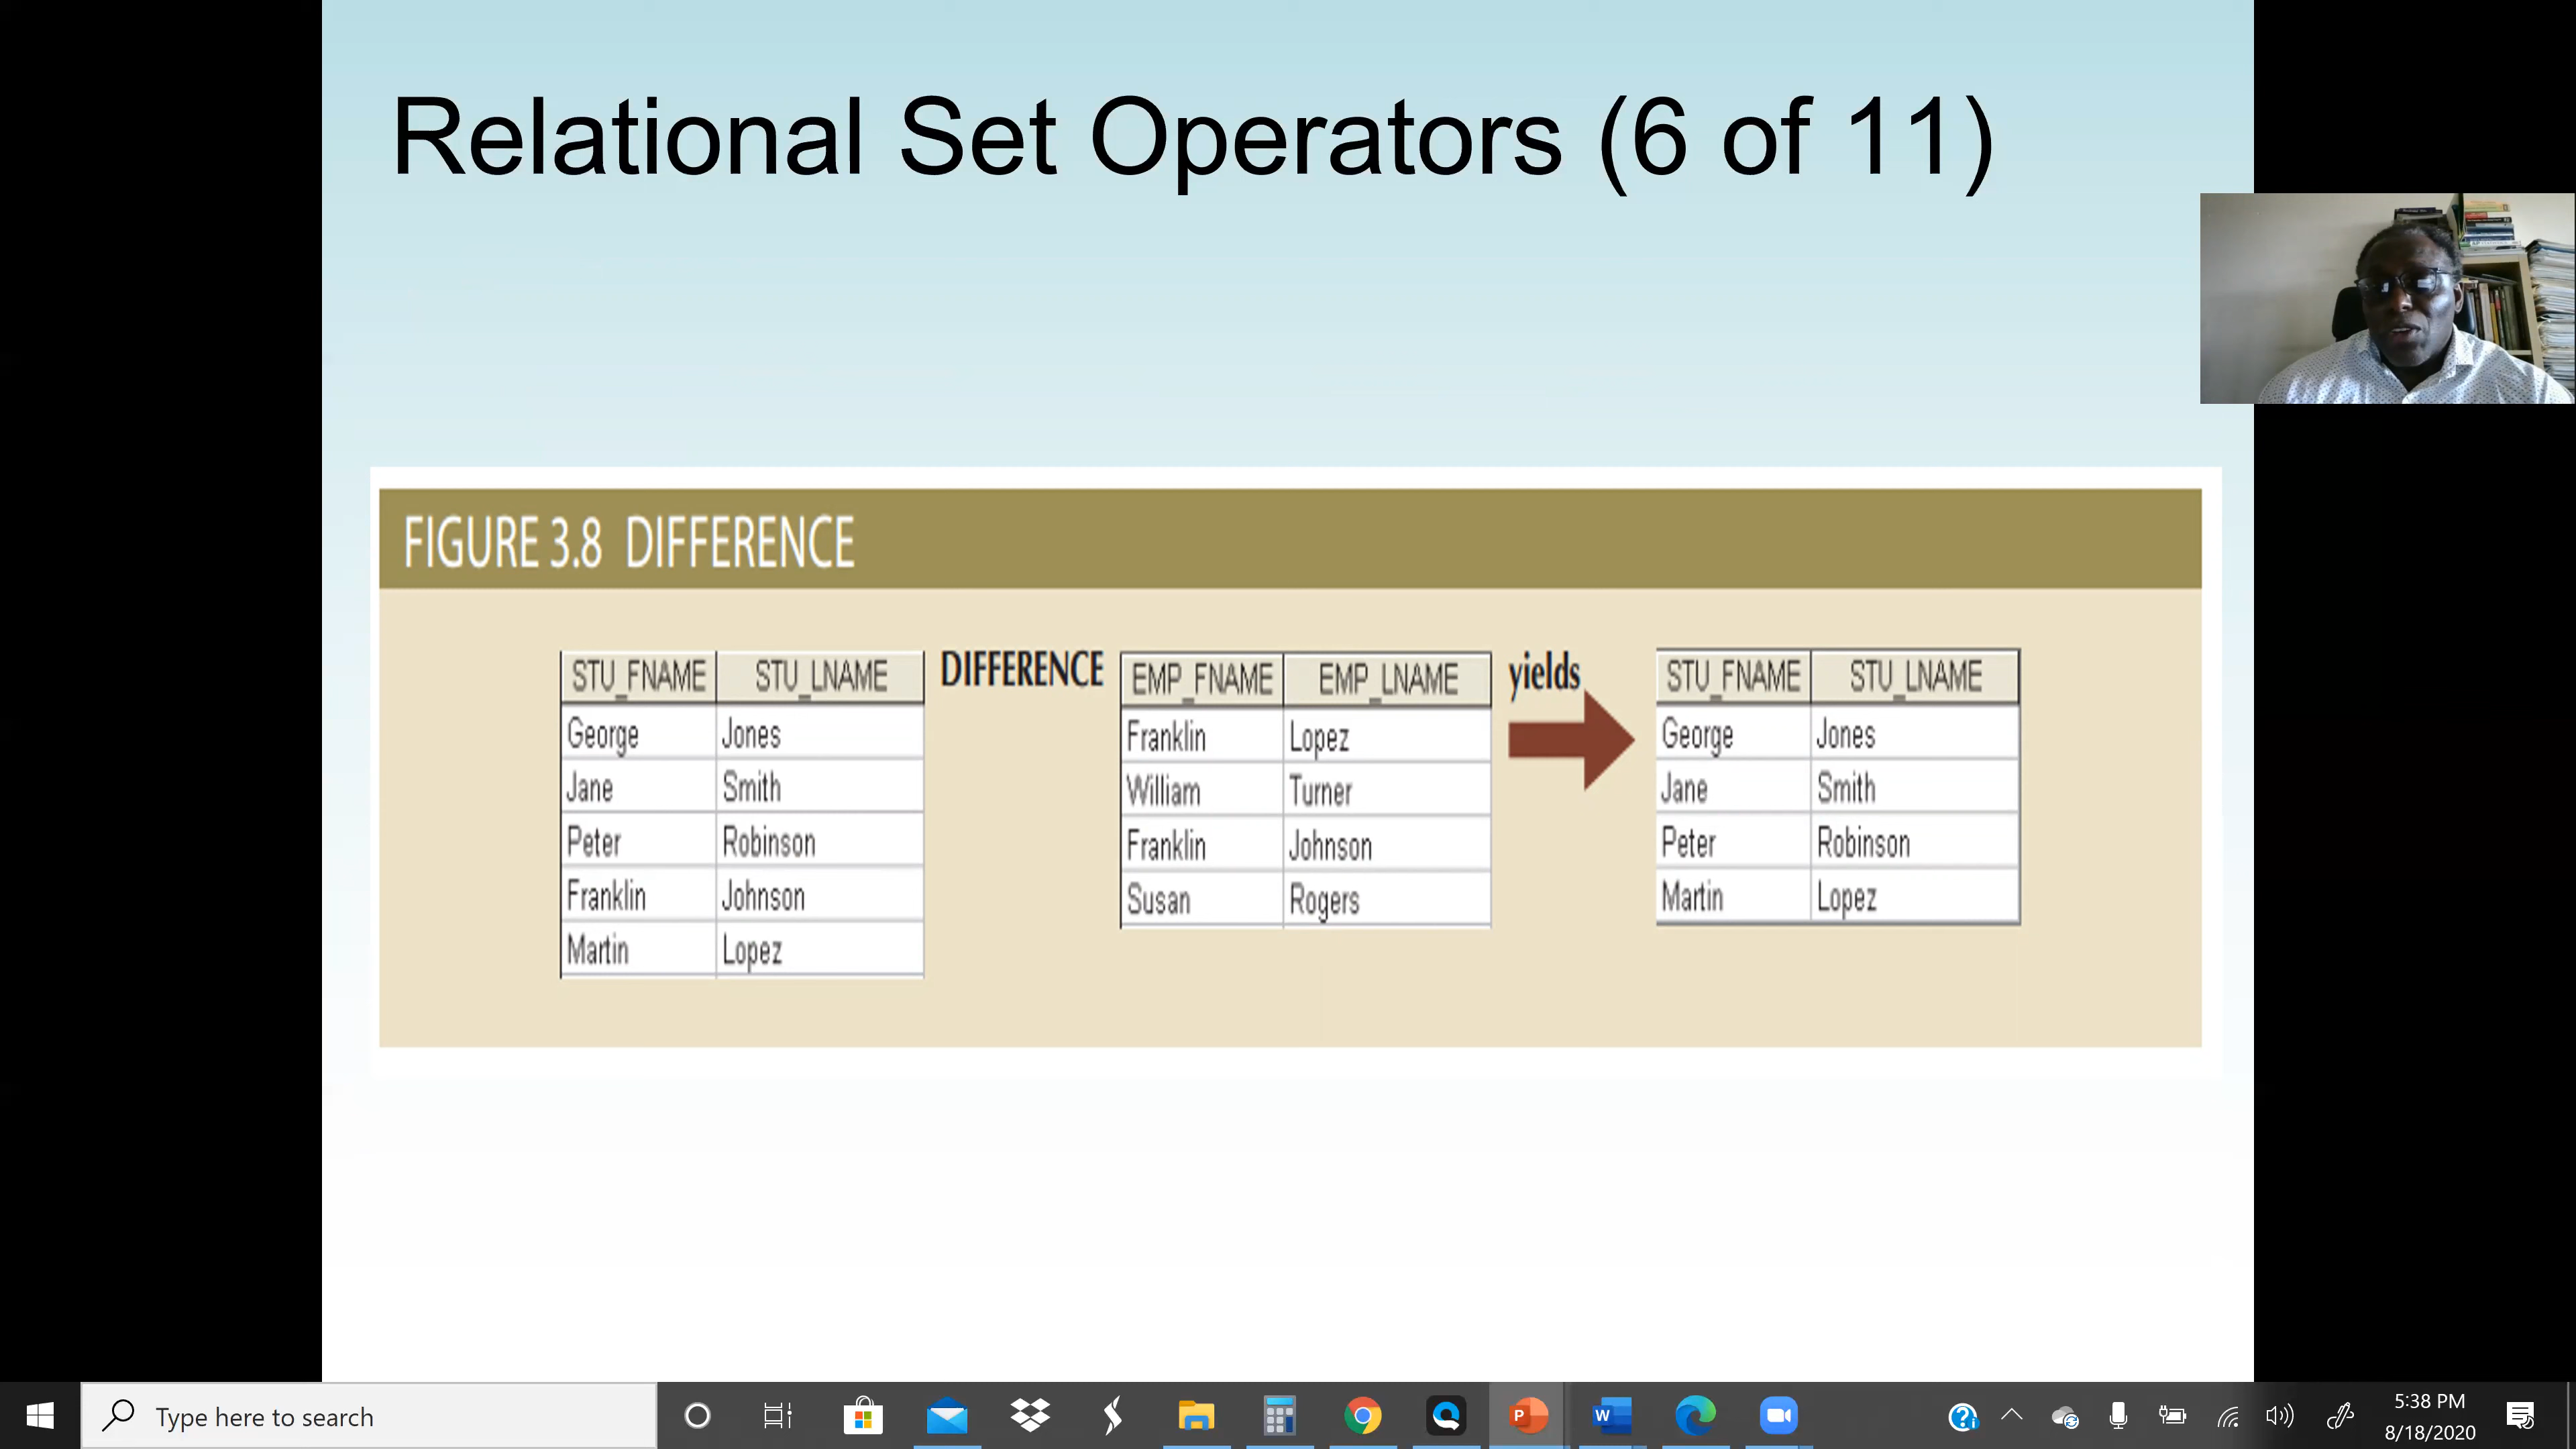 Relational Set Operators (6 of 11)
FIGURE 3.8 DIFFERENCE
STU_FNAME STU_LNAME
George Jones
Jane Smith
Peter Robinson
Franklin Johnson
Martin Lopez
DIFFERENCE
EMP_FNAME EMP_LNAME
Franklin Lopez
William Turner
Franklin Johnson
Susan Rogers
yields
STU_FNAME STU_LNAME
George Jones
Jane Smith
Peter Robinson
Martin Lopez
Type here to search
5:38 PM
8/18/2020